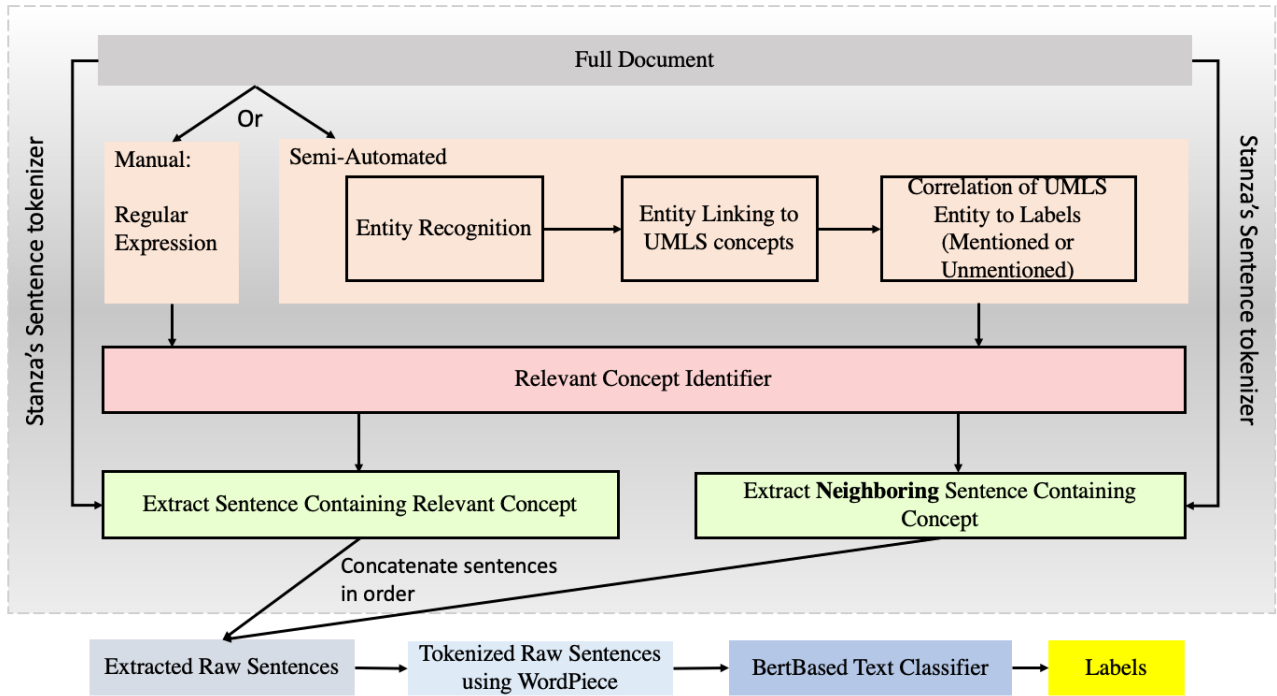 Full Document
Or
Stanza's Sentence tokenizer
Manual:
Regular
Expression
Semi-Automated
Entity Recognition
Entity Linking to
UMLS concepts
Correlation of UMLS
Entity to Labels
(Mentioned or
Unmentioned)
Stanza's Sentence tokenizer
Relevant Concept Identifier
Extract Sentence Containing Relevant Concept
Extract Neighboring Sentence Containing
Concept
Concatenate sentences
in order
Extracted Raw Sentences
Tokenized Raw Sentences
using WordPiece
BertBased Text Classifier
Labels